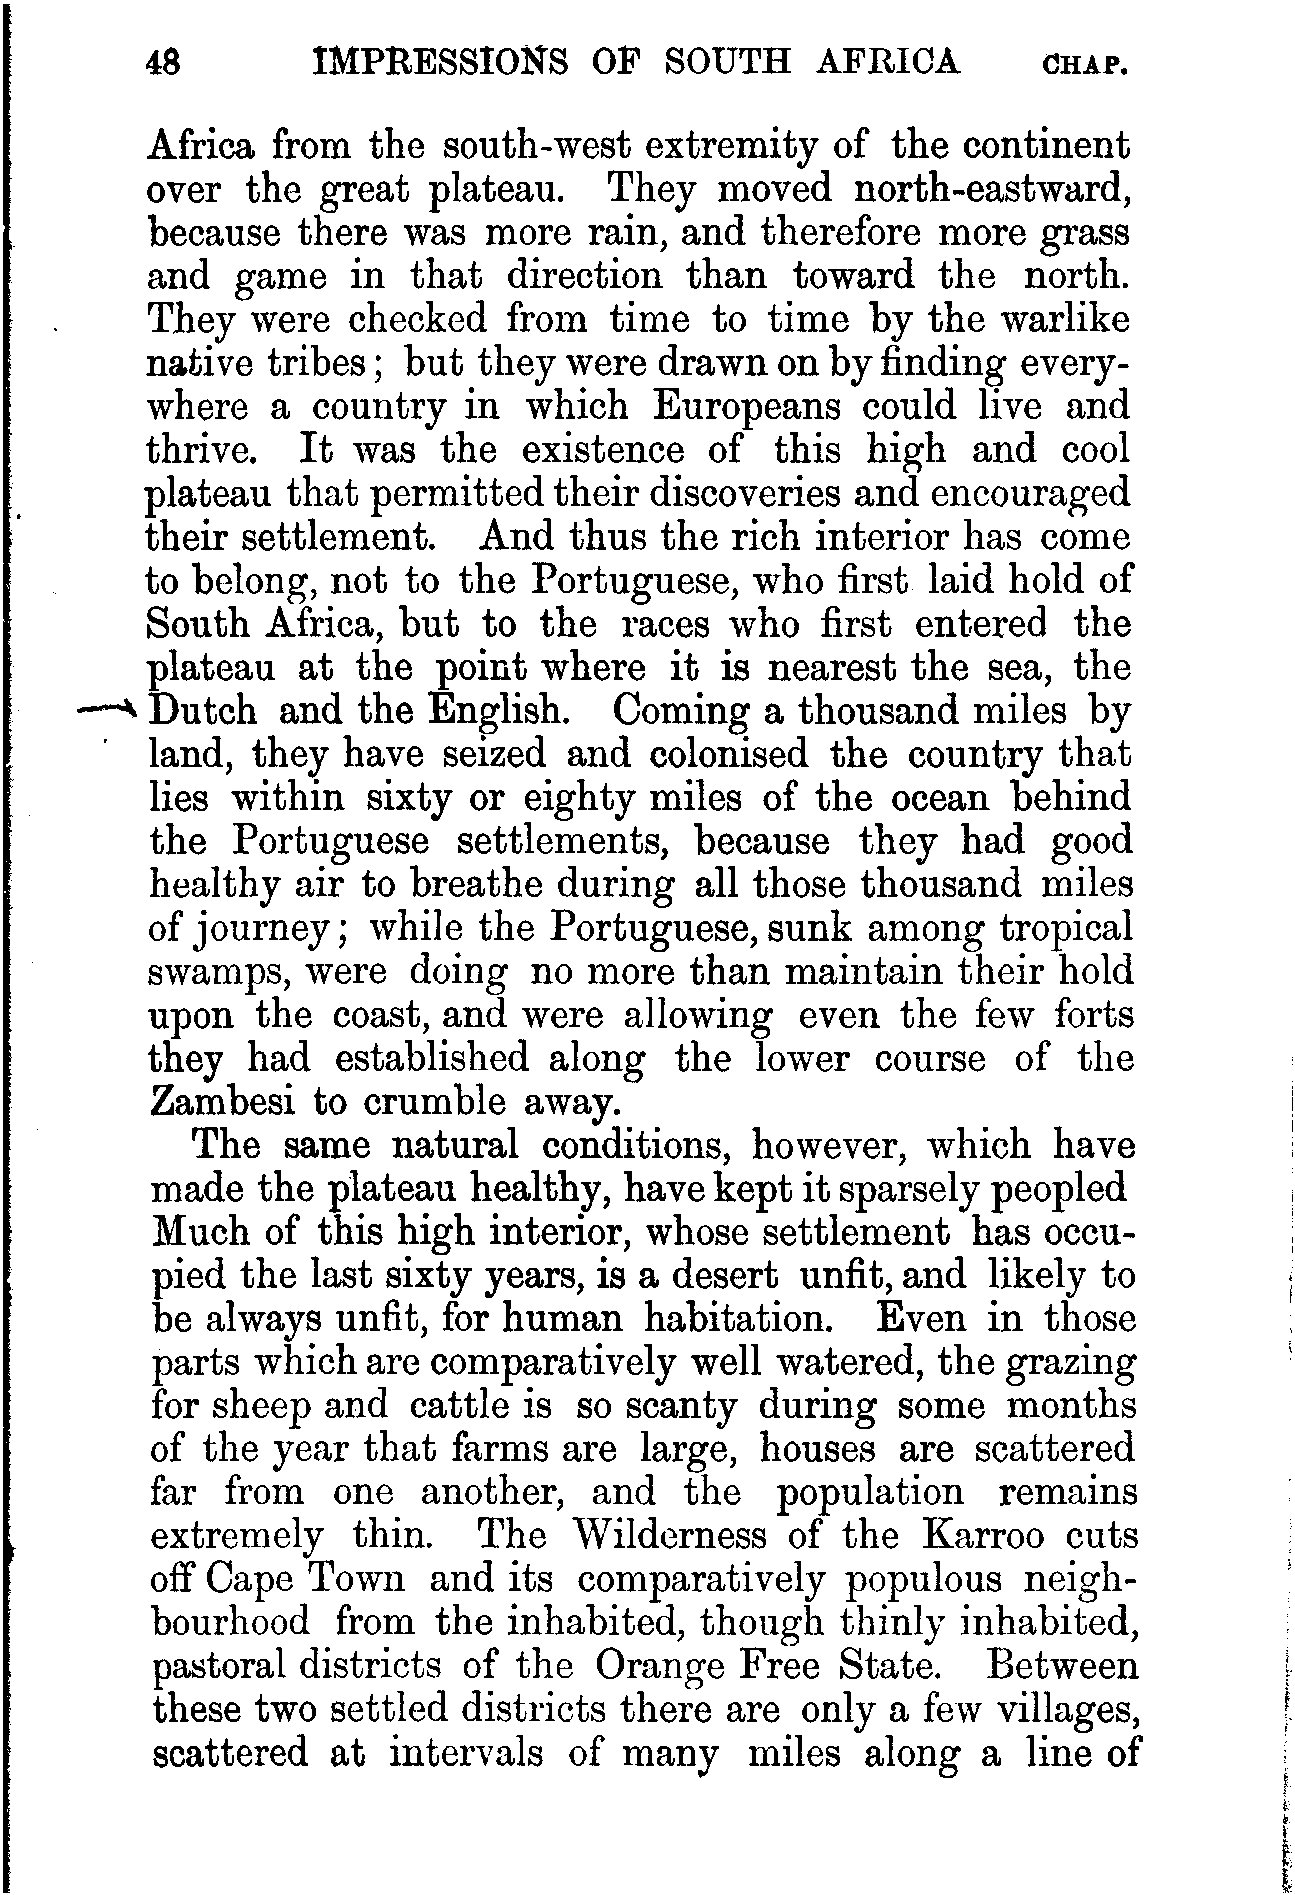 48 IMPRESSIONS OF SOUTH AFRICA CHAP.
Africa from the south-west extremity of the continent
over the great plateau. They moved north-eastward,
because there was more rain, and therefore more grass
and game in that direction than toward the north.
They were checked from time to time by the warlike
native tribes; but they were drawn on by finding every-
where a country in which Europeans could live and
thrive. It was the existence of this high and cool
plateau that permitted their discoveries and encouraged
their settlement. And thus the rich interior has come
to belong, not to the Portuguese, who first laid hold of
South Africa, but to the races who first entered the
plateau at the point where it is nearest the sea, the
Dutch and the English. Coming a thousand miles by
land, they have seized and colonised the country that
lies within sixty or eighty miles of the ocean behind
the Portuguese settlements, because they had good
healthy air to breathe during all those thousand miles
of journey; while the Portuguese, sunk among tropical
swamps, were doing no more than maintain their hold
upon the coast, and were allowing even the few forts
they had established along the lower course of the
Zambesi to crumble away.
The same natural conditions, however, which have
made the plateau healthy, have kept it sparsely peopled
Much of this high interior, whose settlement has occu-
pied the last sixty years, is a desert unfit, and likely to
be always unfit, for human habitation. Even in those
parts which are comparatively well watered, the grazing
for sheep and cattle is so scanty during some months
of the year that farms are large, houses are scattered
far from one another, and the population remains
extremely thin. The Wilderness of the Karroo cuts
off Cape Town and its comparatively populous neigh-
bourhood from the inhabited, though thinly inhabited,
pastoral districts of the Orange Free State. Between
these two settled districts there are only a few villages,
scattered at intervals of many miles along a line of